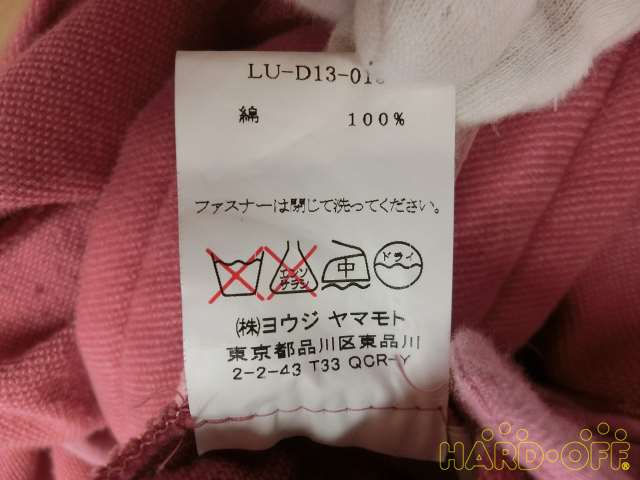 LU-D13-01
綿 100%
ファスナーは閉じて洗ってください。
エンソ
サラシ
中
ドライ
(株)ヨウジ ヤマモト
東京都品川区東品川
2-2-43 T33 QCR-Y
HARD-OFF